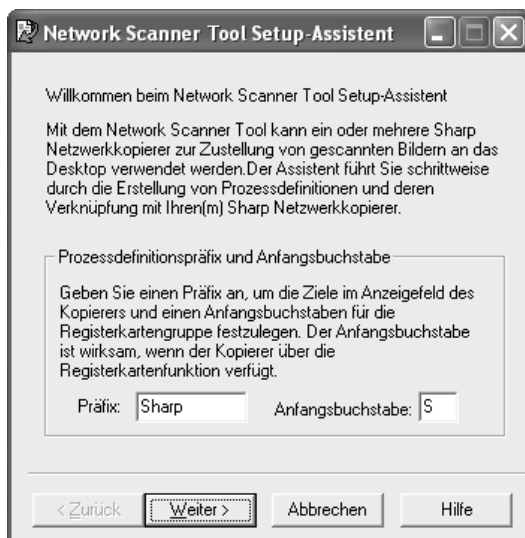 Network Scanner Tool Setup-Assistent
Willkommen beim Network Scanner Tool Setup-Assistent
Mit dem Network Scanner Tool kann ein oder mehrere Sharp
Netzwerkkopierer zur Zustellung von gescannten Bildern an das
Desktop verwendet werden.Der Assistent führt Sie schrittweise
durch die Erstellung von Prozessdefinitionen und deren
Verknüpfung mit Ihren(m) Sharp Netzwerkkopierer.
Prozessdefinitionspräfix und Anfangsbuchstabe
Geben Sie einen Präfix an, um die Ziele im Anzeigefeld des
Kopierers und einen Anfangsbuchstaben für die
Registerkartengruppe festzulegen. Der Anfangsbuchstabe
ist wirksam, wenn der Kopierer über die
Registerkartenfunktion verfügt.
Präfix: Sharp Anfangsbuchstabe: S
< Zurück Weiter > Abbrechen Hilfe